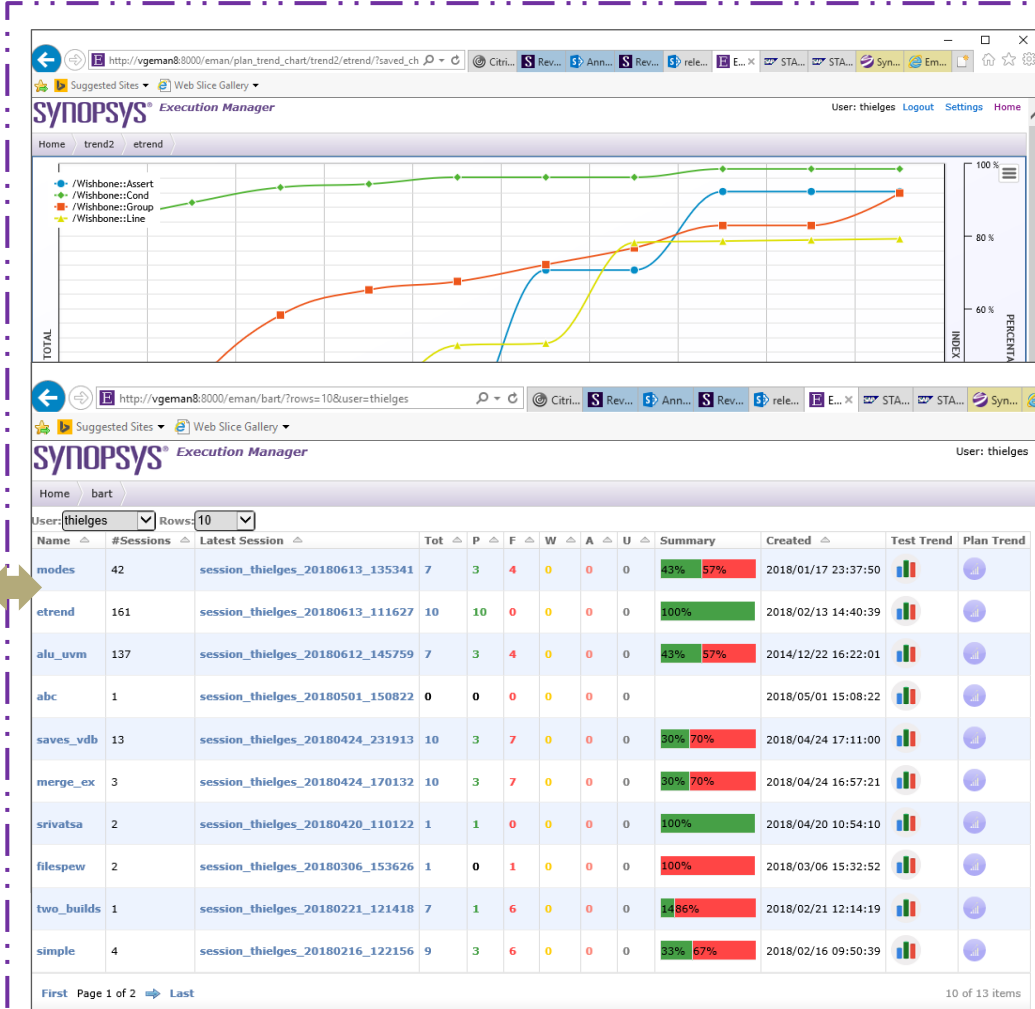 http://vgeman8:8000/eman/plan_trend_chart/trend2/etrend/?saved_ch
Citri... Rev... Ann... Rev... rele... E... STA... STA... Syn... Em...
Suggested Sites Web Slice Gallery
SYNOPSYS® Execution Manager User: thielges Logout Settings Home
Home trend2 etrend
/Wishbone::Assert
/Wishbone::Cond
/Wishbone::Group
/Wishbone::Line
100 %
80 %
60 %
TOTAL
INDEX
PERCENTA
http://vgeman8:8000/eman/bart/?rows=10&user=thielges
Citri... Rev... Ann... Rev... rele... E... STA... STA... Syn...
Suggested Sites Web Slice Gallery
SYNOPSYS® Execution Manager User: thielges
Home bart
User: thielges Rows: 10
Name #Sessions Latest Session Tot P F W A U Summary Created Test Trend Plan Trend
modes 42 session_thielges_20180613_135341 7 3 4 0 0 0 43% 57% 2018/01/17 23:37:50
etrend 161 session_thielges_20180613_111627 10 10 0 0 0 0 100% 2018/02/13 14:40:39
alu_uvm 137 session_thielges_20180612_145759 7 3 4 0 0 0 43% 57% 2014/12/22 16:22:01
abc 1 session_thielges_20180501_150822 0 0 0 0 0 0 2018/05/01 15:08:22
saves_vdb 13 session_thielges_20180424_231913 10 3 7 0 0 0 30% 70% 2018/04/24 17:11:00
merge_ex 3 session_thielges_20180424_170132 10 3 7 0 0 0 30% 70% 2018/04/24 16:57:21
srivatsa 2 session_thielges_20180420_110122 1 1 0 0 0 0 100% 2018/04/20 10:54:10
filespew 2 session_thielges_20180306_153626 1 0 1 0 0 0 100% 2018/03/06 15:32:52
two_builds 1 session_thielges_20180221_121418 7 1 6 0 0 0 1486% 2018/02/21 12:14:19
simple 4 session_thielges_20180216_122156 9 3 6 0 0 0 33% 67% 2018/02/16 09:50:39
First Page 1 of 2 Last 10 of 13 items